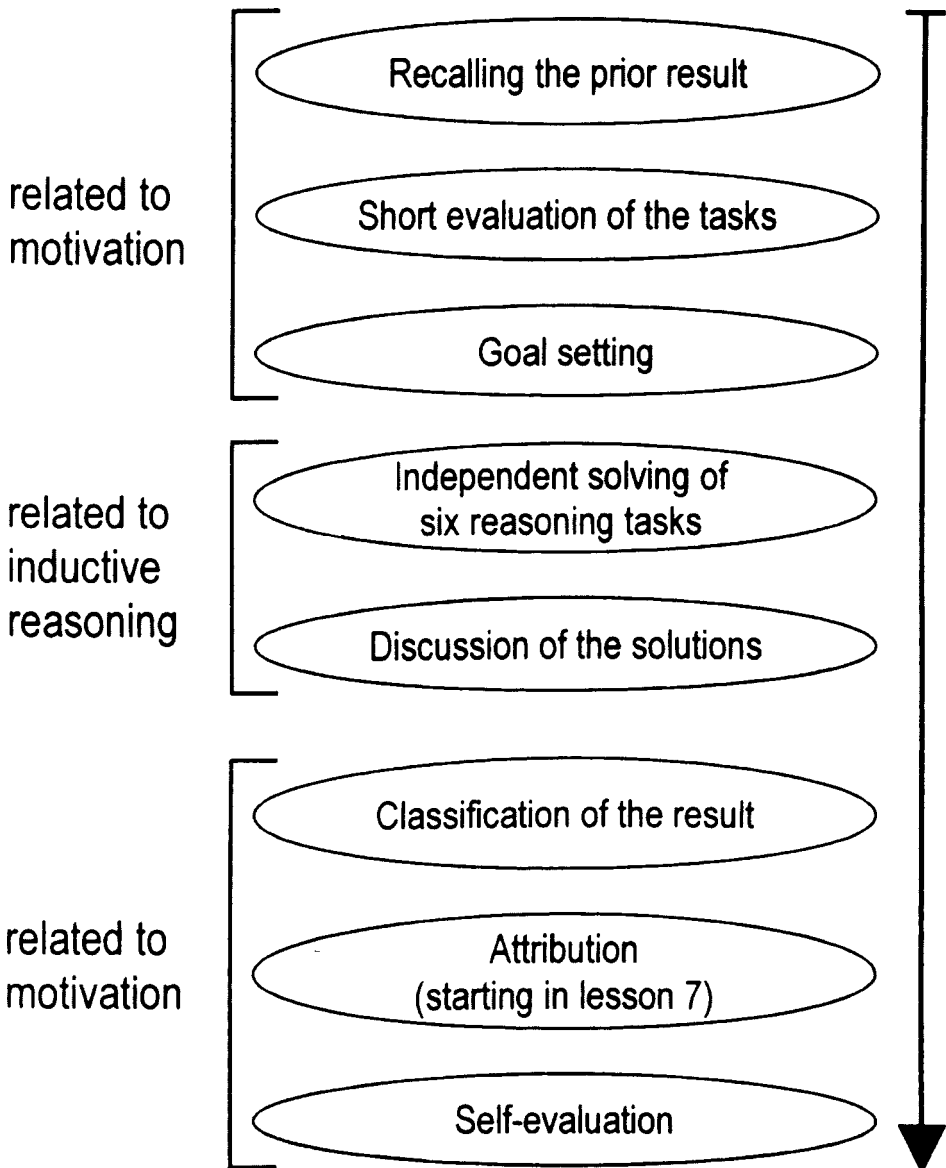 related to
motivation
Recalling the prior result
Short evaluation of the tasks
Goal setting
related to
inductive
reasoning
Independent solving of
six reasoning tasks
Discussion of the solutions
related to
motivation
Classification of the result
Attribution
(starting in lesson 7)
Self-evaluation